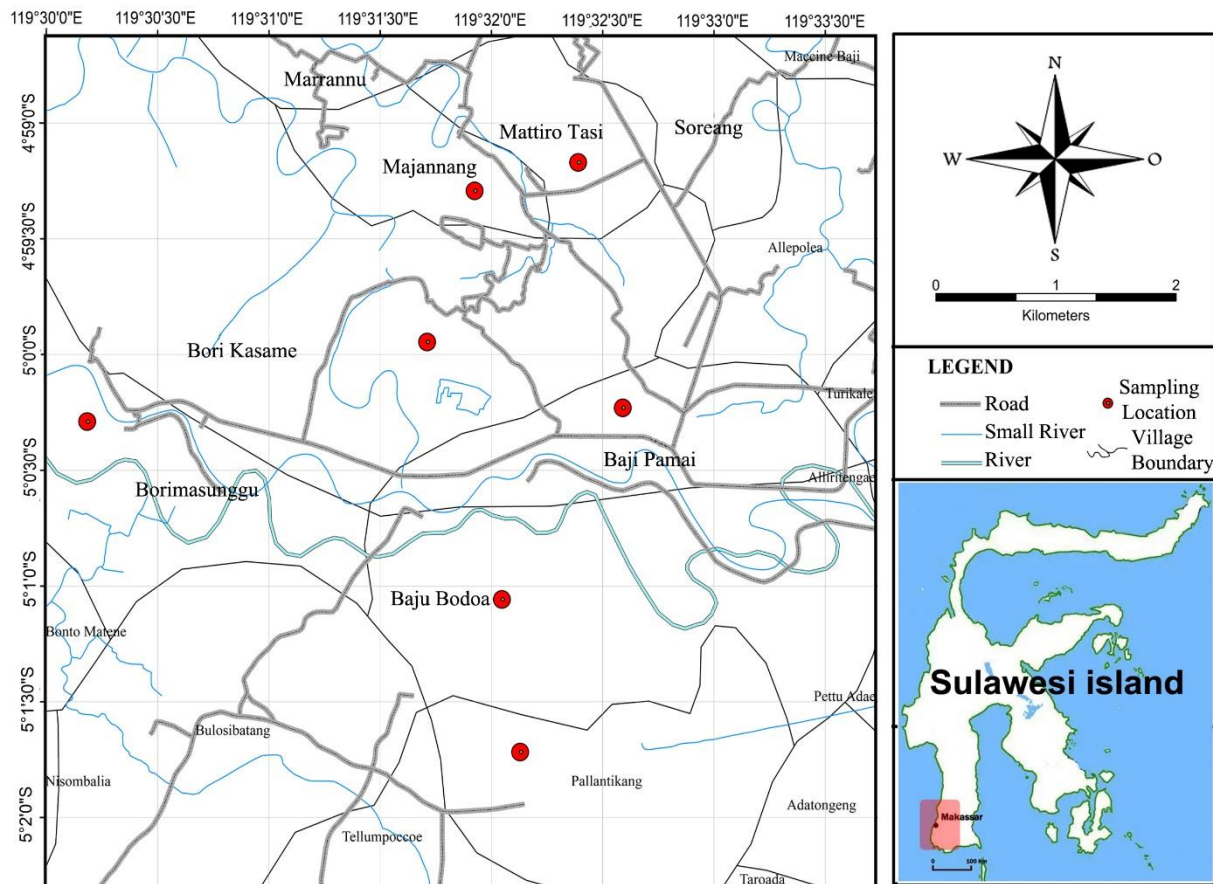 119°30'0"E 119°30'30"E 119°31'0"E 119°31'30"E 119°32'0"E 119°32'30"E 119°33'0"E 119°33'30"E
4°59'0"S
4°59'30"S
5°0'0"S
5°0'30"S
5°1'0"S
5°1'30"S
5°2'0"S
Maccine Baji
Marrannu
Mattiro Tasi
Soreang
Majannang
Allepolea
Bori Kasame
Turikale
Baji Pamai
Alliritengae
Borimasunggu
Baju Bodoa
Bonto Matene
Pettu Adae
Bulosibatang
Nisombalia
Pallantikang
Adatongeng
Tellumpoccoe
Taroada
N
W
O
S
0 1 2
Kilometers
LEGEND
Road
Small River
River
Sampling
Location
Village
Boundary
Sulawesi island
Makassar
0 100 Km